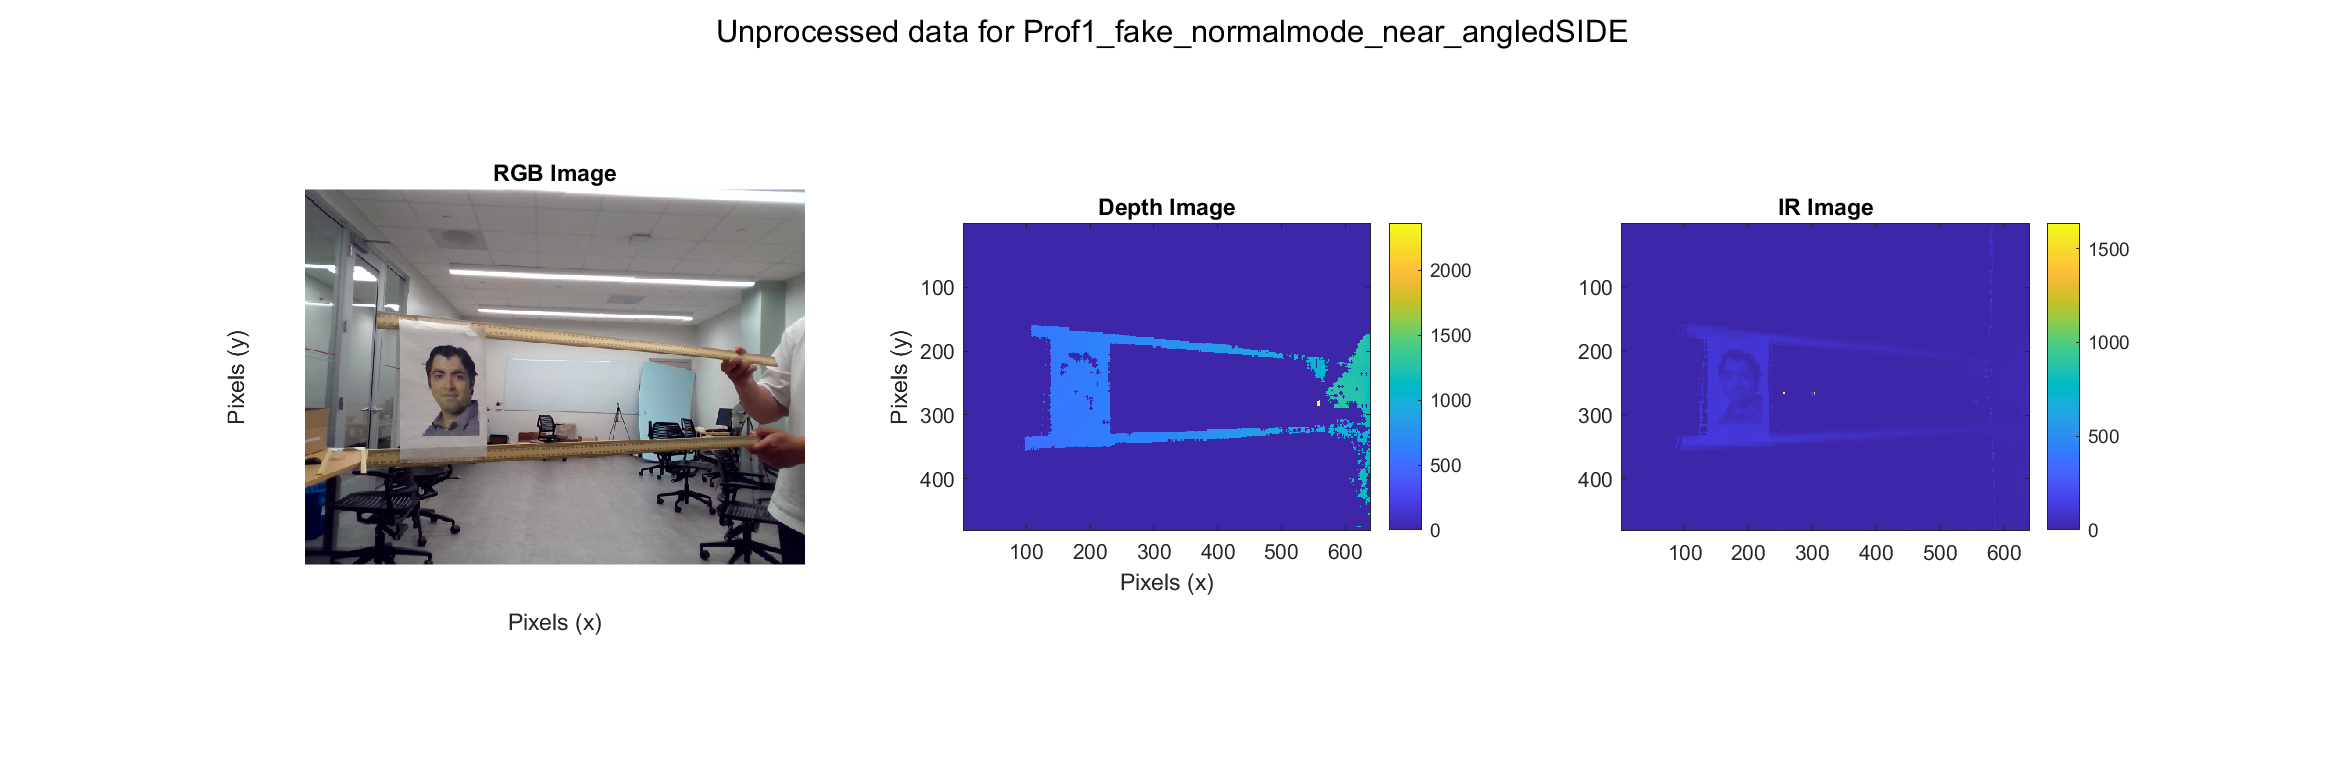 Unprocessed data for Prof1_fake_normalmode_near_angledSIDE
RGB Image
Pixels (y)
Pixels (x)
Depth Image
Pixels (y)
100
200
300
400
100 200 300 400 500 600
Pixels (x)
2000
1500
1000
500
0
IR Image
100
200
300
400
100 200 300 400 500 600
1500
1000
500
0